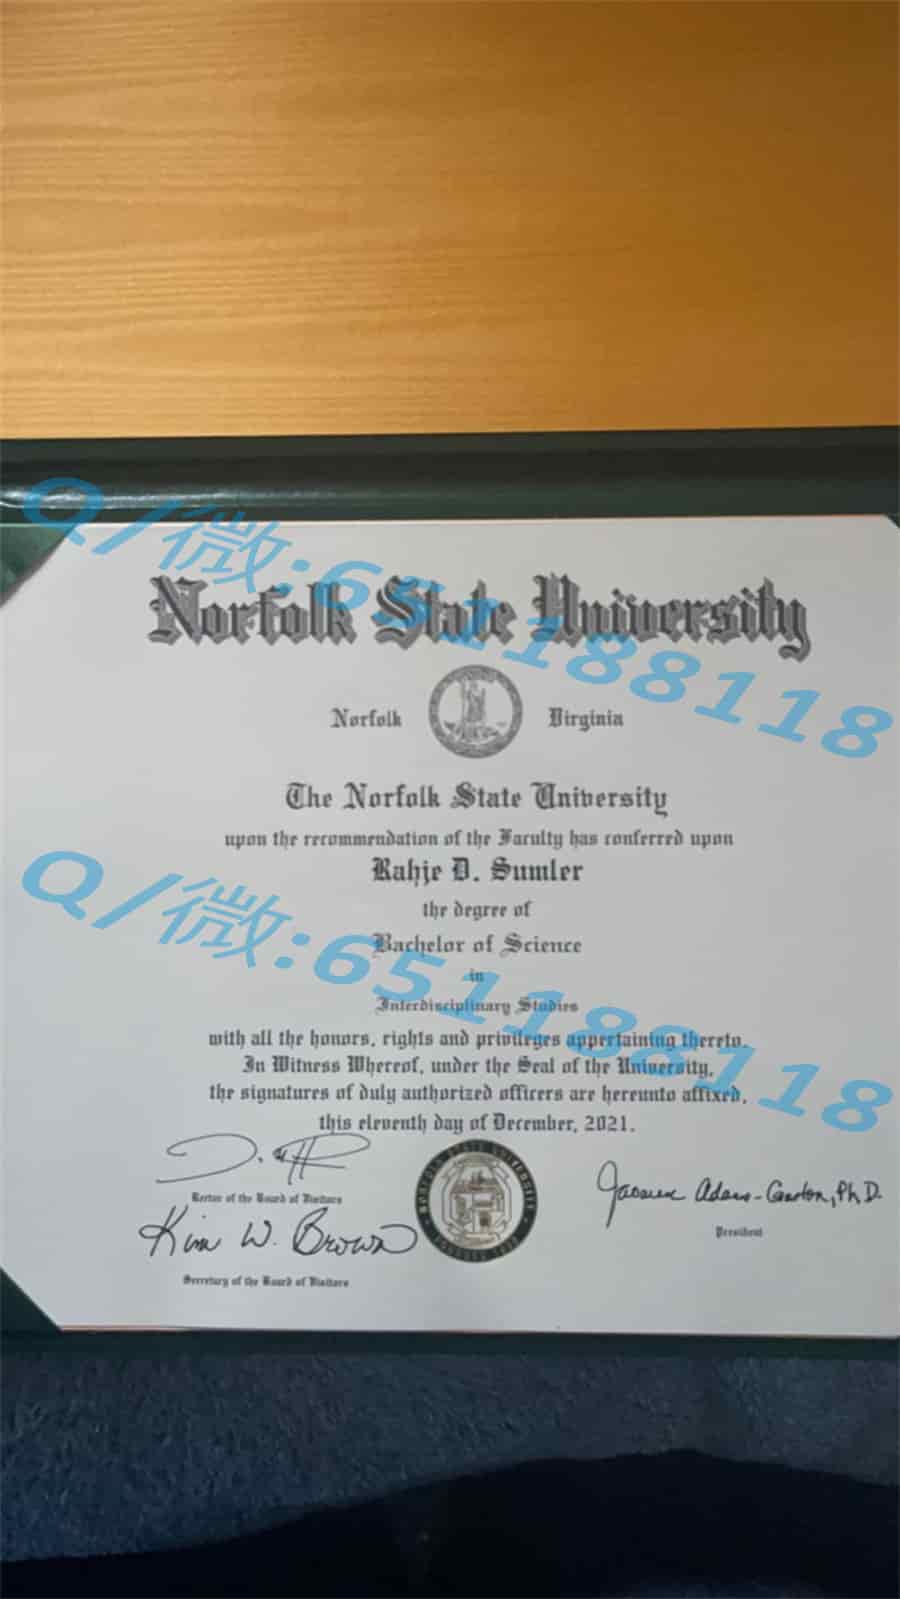 Norfolk State University
Norfolk Virginia
The Norfolk State University
upon the recommendation of the Faculty has conferred upon
Rahje D. Sumler
the degree of
Bachelor of Science
in
Interdisciplinary Studies
with all the honors, rights and privileges appertaining thereto.
In Witness Whereof, under the Seal of the University,
the signatures of duly authorized officers are hereunto affixed,
this eleventh day of December, 2021.
Rector of the Board of Visitors
Kim W. Brown
Secretary of the Board of Visitors
NORFOLK STATE UNIVERSITY
Adams-Gaston, Ph.D.
President
Q/微:651188118
Q/微:651188118